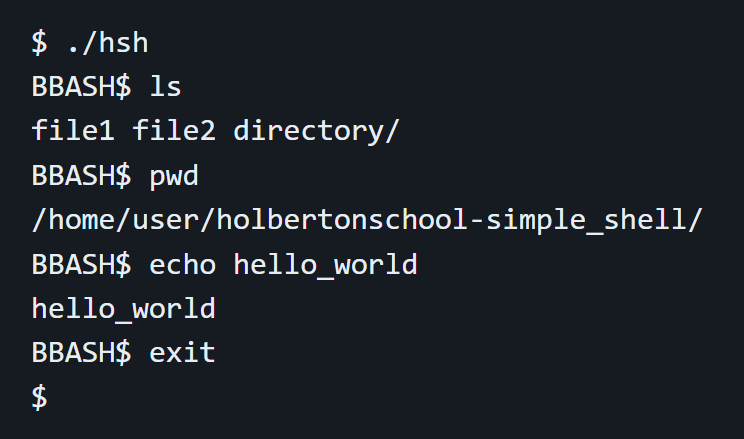 $ ./hsh
BBASH$ ls
file1 file2 directory/
BBASH$ pwd
/home/user/holbertonschool-simple_shell/
BBASH$ echo hello_world
hello_world
BBASH$ exit
$